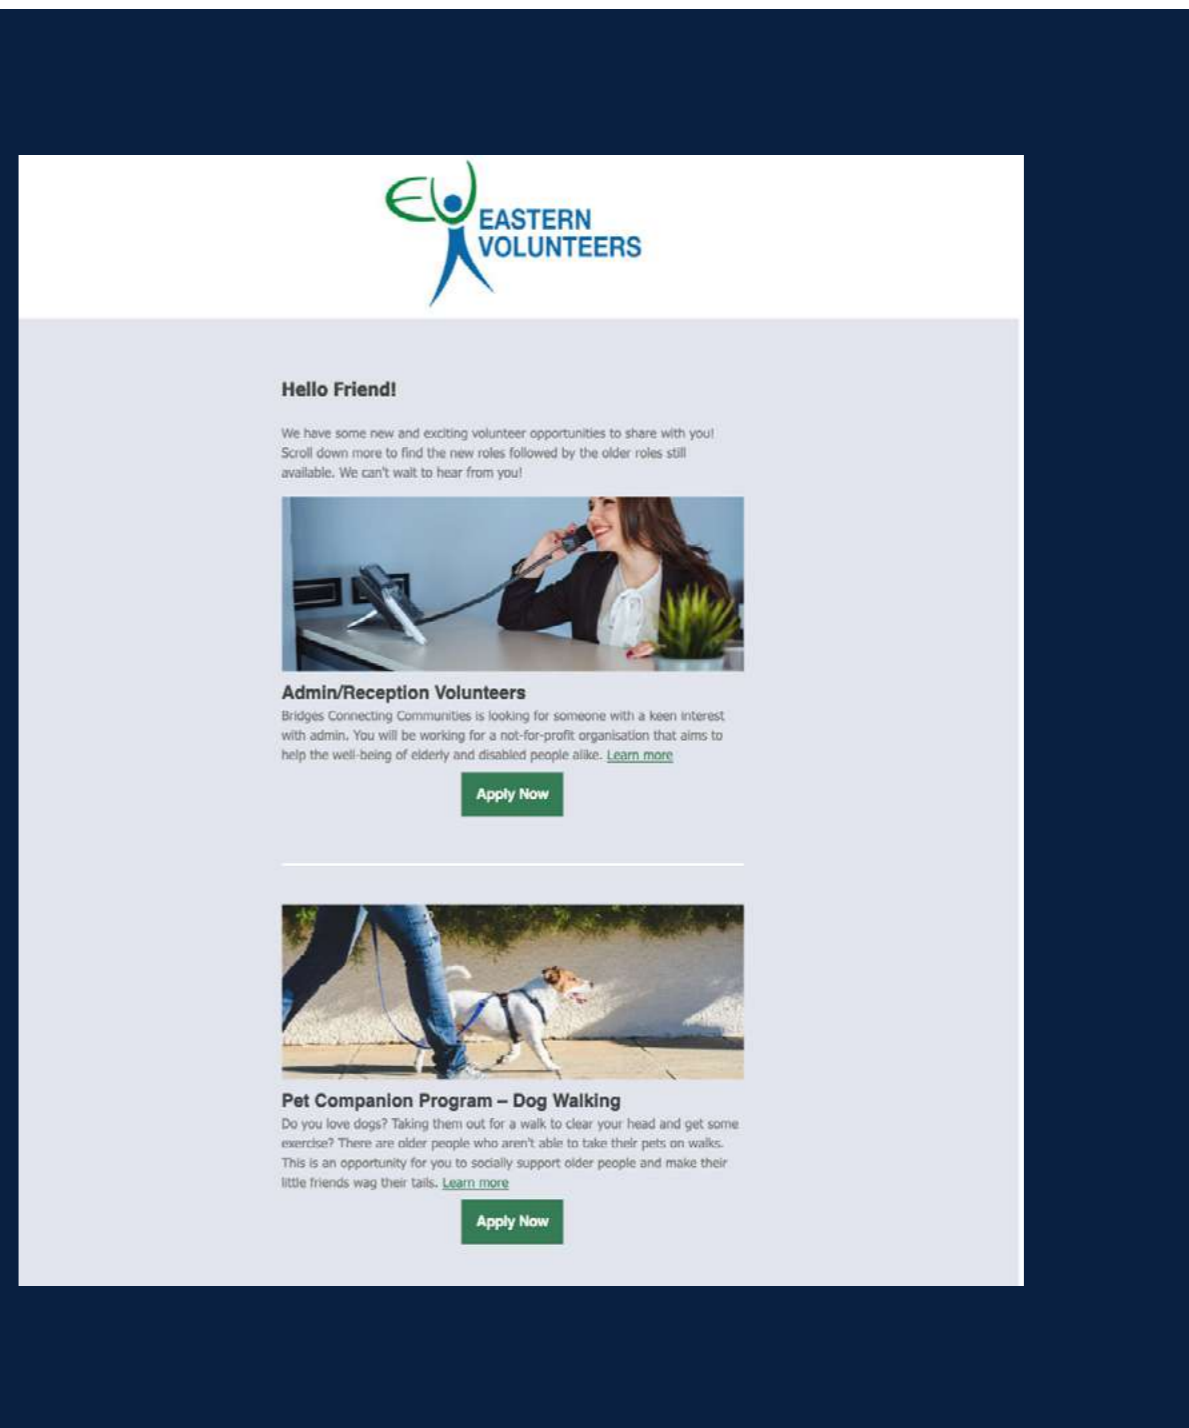 EU EASTERN
VOLUNTEERS
Hello Friend!
We have some new and exciting volunteer opportunities to share with you!
Scroll down more to find the new roles followed by the older roles still
available. We can't wait to hear from you!
Admin/Reception Volunteers
Bridges Connecting Communities is looking for someone with a keen interest
with admin. You will be working for a not-for-profit organisation that aims to
help the well-being of elderly and disabled people alike. Learn more
Apply Now
Pet Companion Program – Dog Walking
Do you love dogs? Taking them out for a walk to clear your head and get some
exercise? There are older people who aren't able to take their pets on walks.
This is an opportunity for you to socially support older people and make their
little friends wag their tails. Learn more
Apply Now